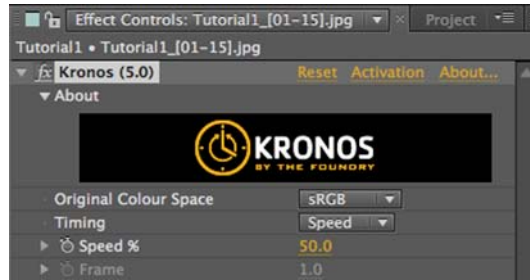 Effect Controls: Tutorial1_[01-15].jpg Project
Tutorial1 • Tutorial1_[01-15].jpg
fx Kronos (5.0) Reset Activation About...
About
KRONOS
BY THE FOUNDRY
Original Colour Space sRGB
Timing Speed
Speed % 50.0
Frame 1.0